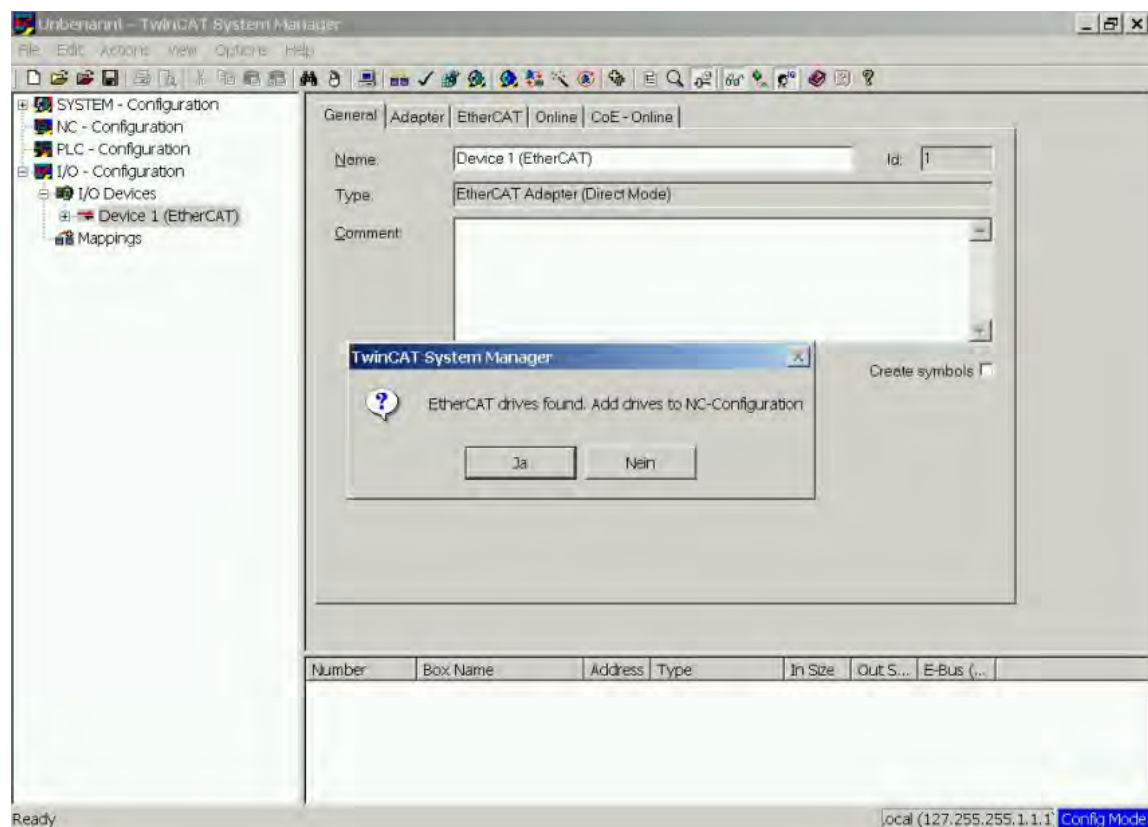 Unbenannt - TwinCAT System Manager
File Edit Actions View Options Help
SYSTEM - Configuration
NC - Configuration
PLC - Configuration
I/O - Configuration
I/O Devices
Device 1 (EtherCAT)
Mappings
General Adapter EtherCAT Online CoE - Online
Name: Device 1 (EtherCAT) Id: 1
Type: EtherCAT Adapter (Direct Mode)
Comment:
Create symbols
TwinCAT System Manager
EtherCAT drives found. Add drives to NC-Configuration
Ja Nein
Number Box Name Address Type In Size Out S... E-Bus (...
Ready
ocal (127.255.255.1.1.1) Config Mode